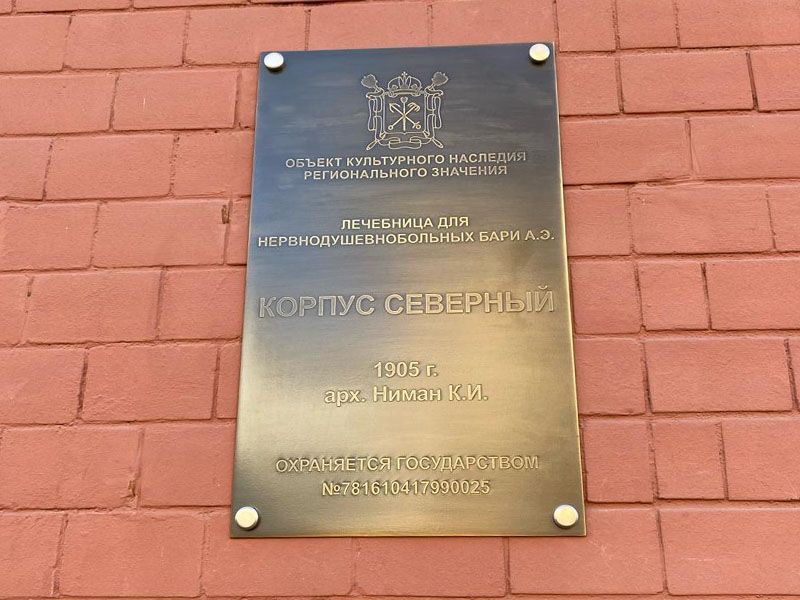 ОБЪЕКТ КУЛЬТУРНОГО НАСЛЕДИЯ
РЕГИОНАЛЬНОГО ЗНАЧЕНИЯ
ЛЕЧЕБНИЦА ДЛЯ
НЕРВНОДУШЕВНОБОЛЬНЫХ БАРИ А.Э.
КОРПУС СЕВЕРНЫЙ
1905 г.
арх. Ниман К.И.
ОХРАНЯЕТСЯ ГОСУДАРСТВОМ
№781610417990025